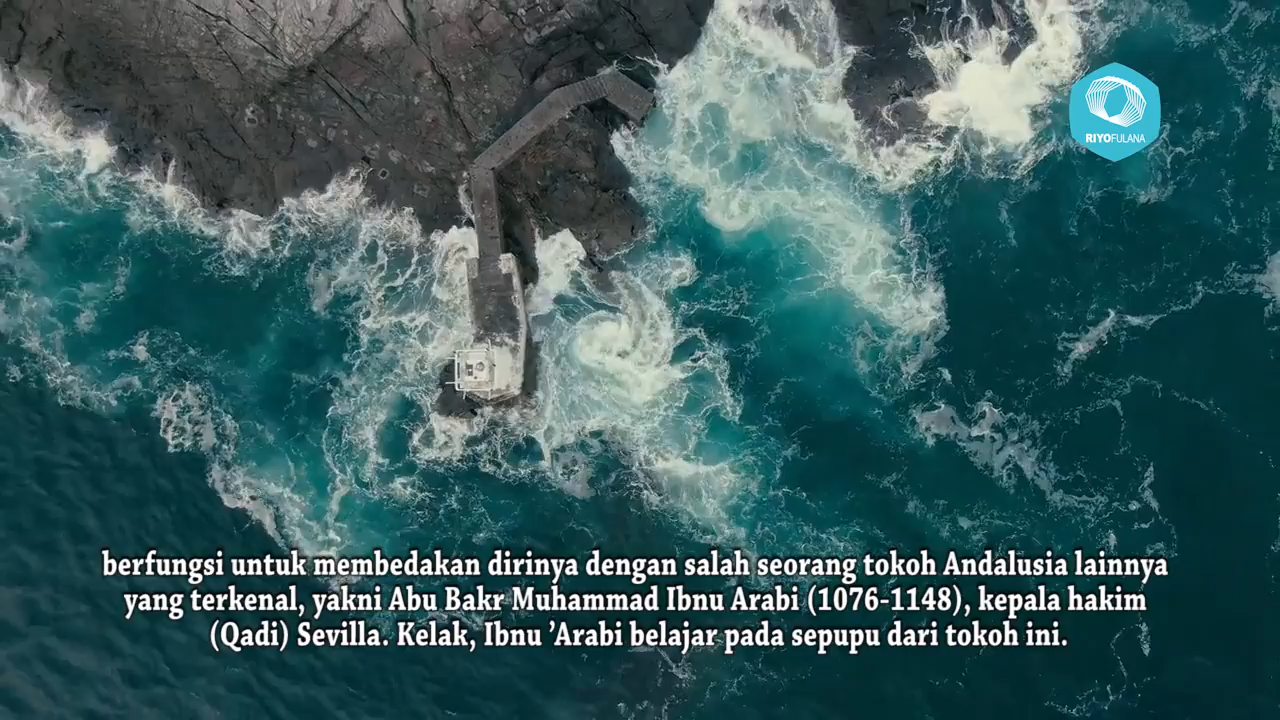 RIYOFULANA
berfungsi untuk membedakan dirinya dengan salah seorang tokoh Andalusia lainnya
yang terkenal, yakni Abu Bakr Muhammad Ibnu Arabi (1076-1148), kepala hakim
(Qadi) Sevilla. Kelak, Ibnu ’Arabi belajar pada sepupu dari tokoh ini.